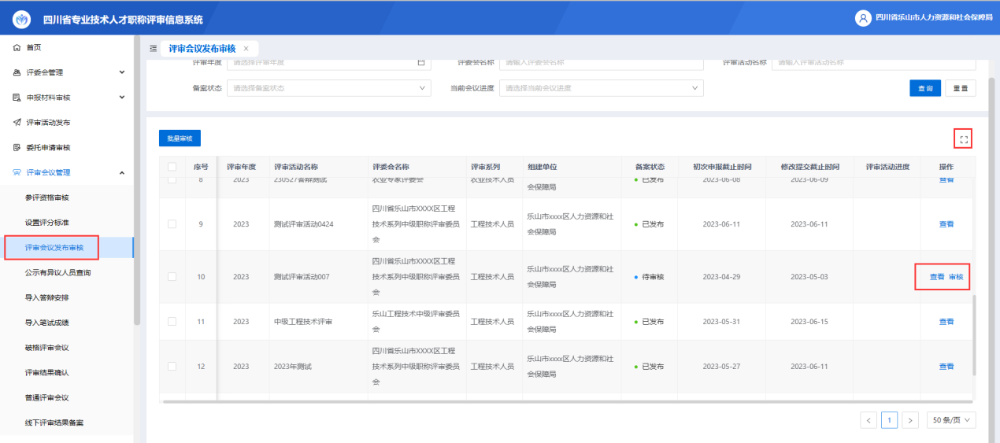 四川省专业技术人才职称评审信息系统
四川省乐山市人力资源和社会保障局
首页
评审会议发布审核 ×
评委会管理
申报材料审核
评审活动发布
委托申请审核
评审会议管理
参评资格审核
设置评分标准
评审会议发布审核
公示有异议人员查询
导入答辩安排
导入笔试成绩
破格评审会议
评审结果确认
普通评审会议
线下评审结果备案
评审年度 请选择评审年度 评委会名称 请输入评委会名称 评审活动名称 请输入评审活动名称
备案状态 请选择备案状态 当前会议进度 请选择当前会议进度 查询 重置
批量审核
序号 评审年度 评审活动名称 评委会名称 评审系列 组建单位 备案状态 初次申报截止时间 修改提交截止时间 评审活动进度 操作
8 2023 230527答辩测试 农业专家评委会 农业技术人员 会保障局 已发布 2023-06-08 2023-06-09 查看
9 2023 测试评审活动0424 四川省乐山市XXXX区工程技术系列中级职称评审委员会 工程技术人员 乐山市xxxx区人力资源和社会保障局 已发布 2023-06-11 2023-06-11 查看
10 2023 测试评审活动007 四川省乐山市XXXX区工程技术系列中级职称评审委员会 工程技术人员 乐山市xxxx区人力资源和社会保障局 待审核 2023-04-29 2023-05-03 查看 审核
11 2023 中级工程技术评审 乐山工程技术中级评审委员会 工程技术人员 乐山市xxxx区人力资源和社会保障局 已发布 2023-05-31 2023-06-15 查看
12 2023 2023年测试 四川省乐山市XXXX区工程技术系列中级职称评审委员会 工程技术人员 乐山市xxxx区人力资源和社会保障局 已发布 2023-05-27 2023-06-11 查看
< 1 > 50 条/页